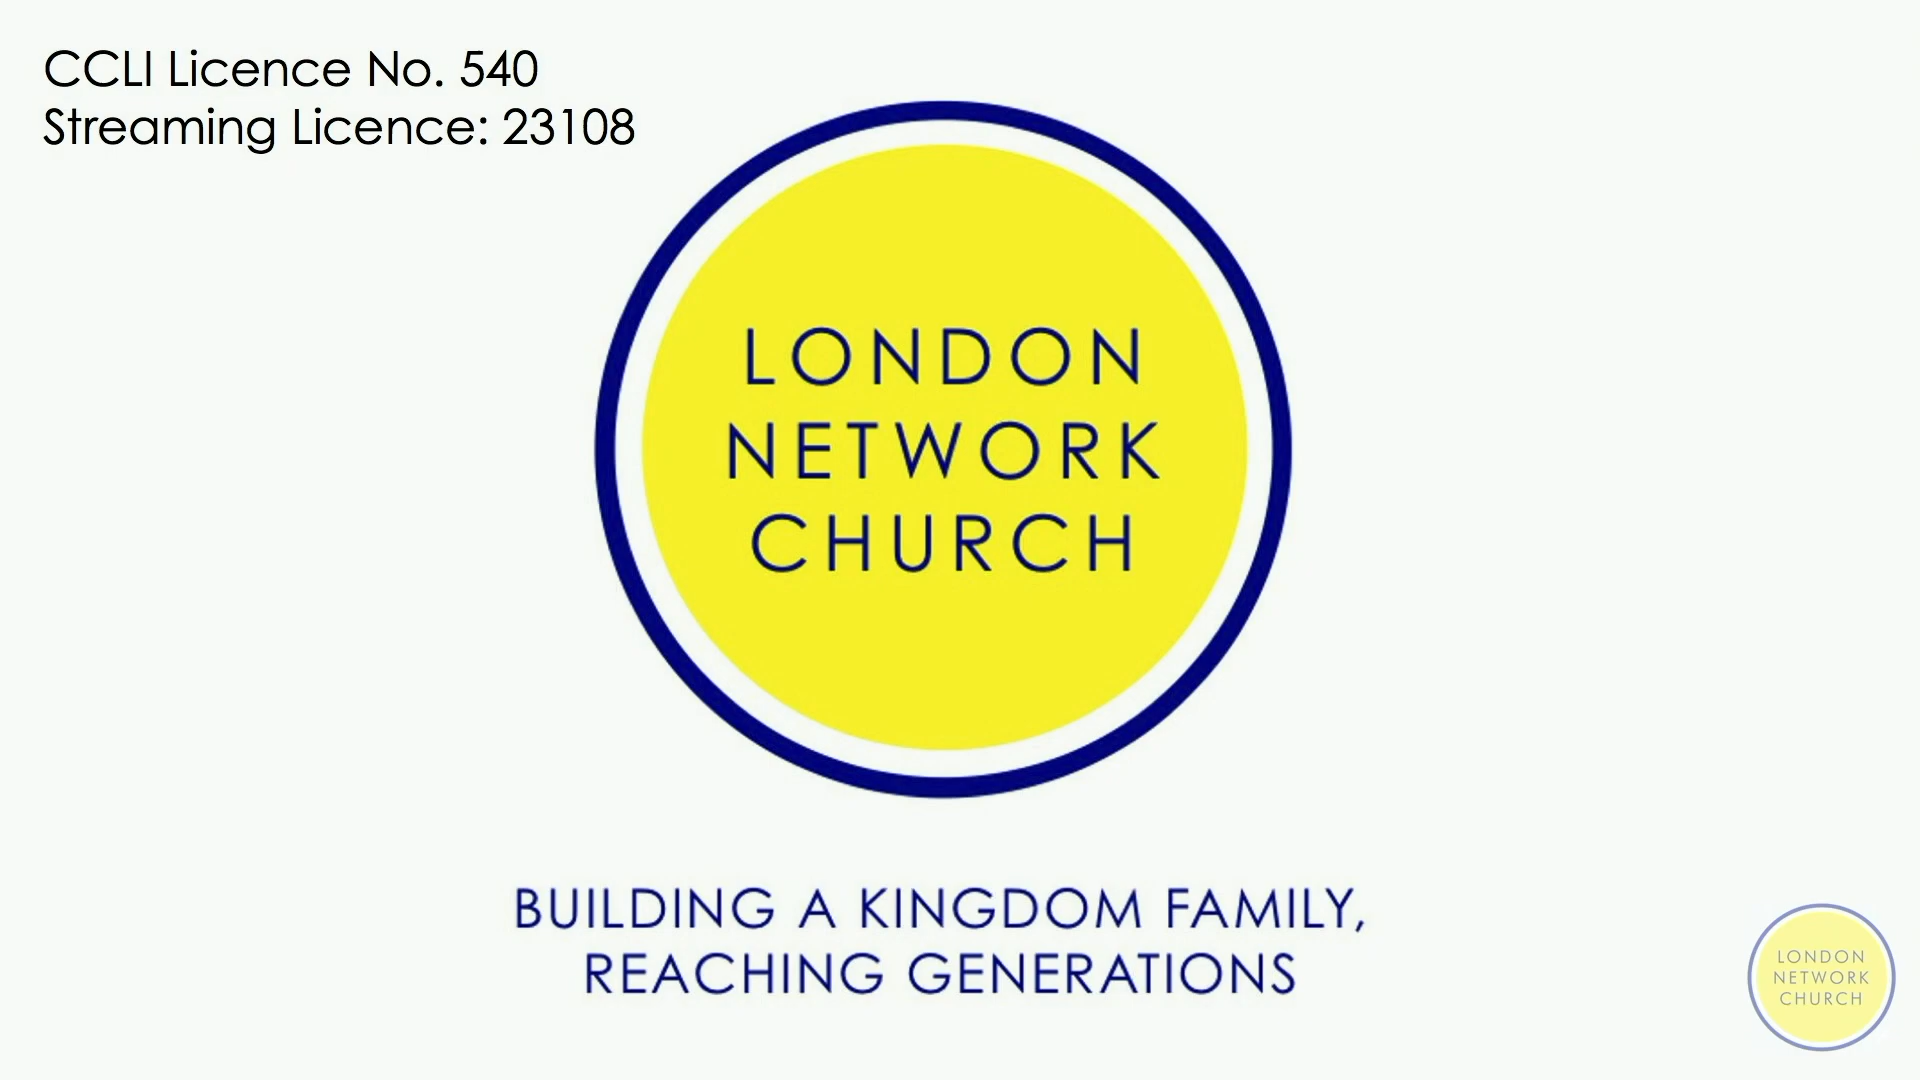 CCLI Licence No. 540
Streaming Licence: 23108
LONDON
NETWORK
CHURCH
BUILDING A KINGDOM FAMILY,
REACHING GENERATIONS
LONDON
NETWORK
CHURCH